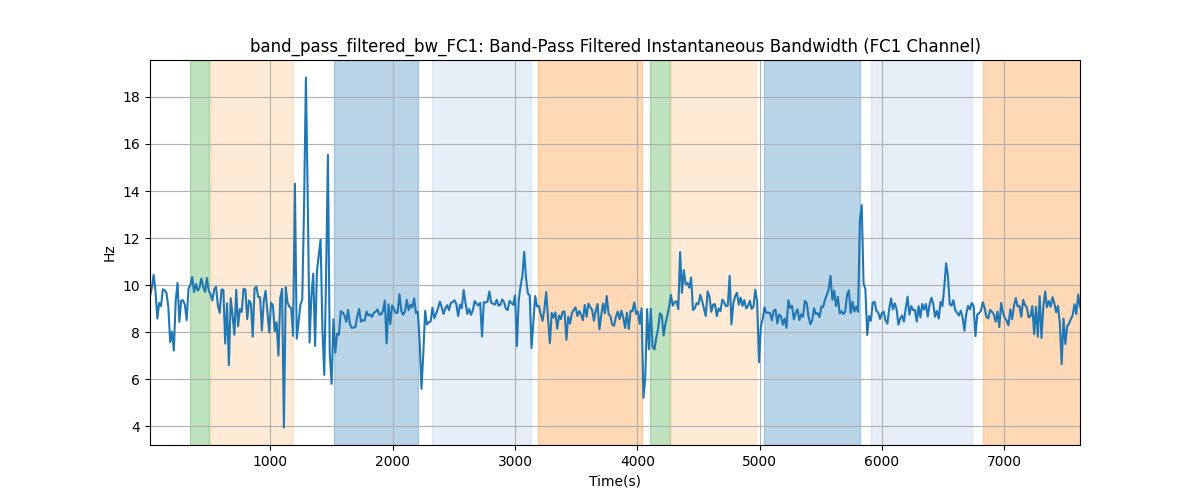 band_pass_filtered_bw_FC1: Band-Pass Filtered Instantaneous Bandwidth (FC1 Channel)
18
16
14
12
10
8
6
4
Hz
1000 2000 3000 4000 5000 6000 7000
Time(s)